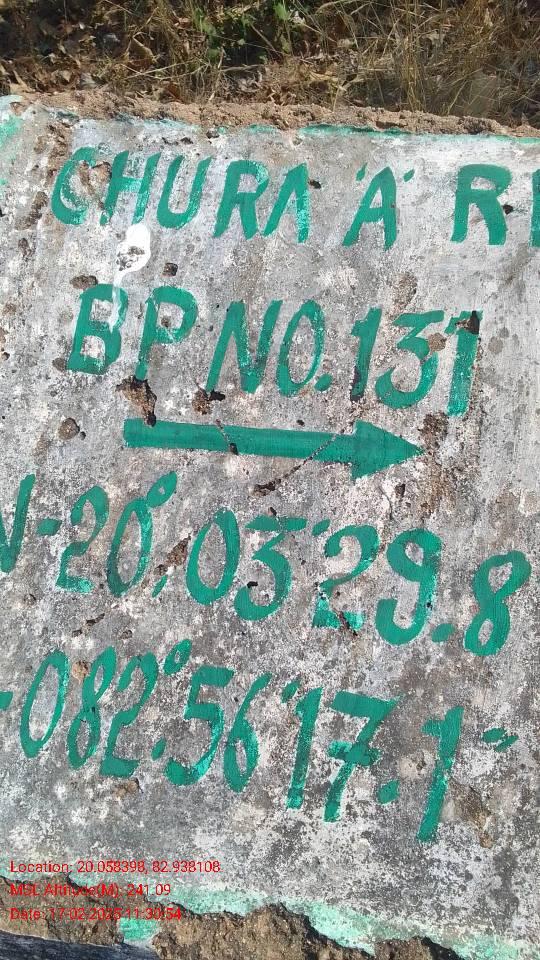 CHURA 'A' R
BP NO. 131
N-20°, 03'29.8
-082°.56'17.1"
Location: 20.058398, 82.938108
MSL Altitude(M): 241.09
Date: 17-02-2025 11:30:54